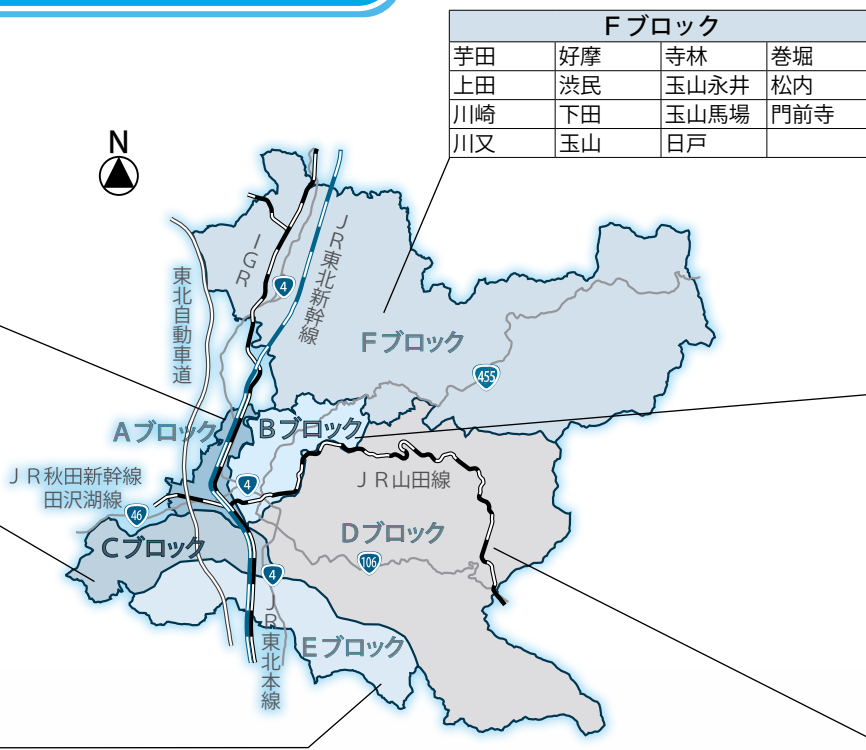 Fブロック
芋田 好摩 寺林 巻堀
上田 渋民 玉山永井 松内
川崎 下田 玉山馬場 門前寺
川又 玉山 日戸
N
IGR
JR東北新幹線
4
東北自動車道
Fブロック
455
Aブロック
Bブロック
JR秋田新幹線
田沢湖線
4
JR山田線
46
Cブロック
Dブロック
106
4
JR東北本線
Eブロック